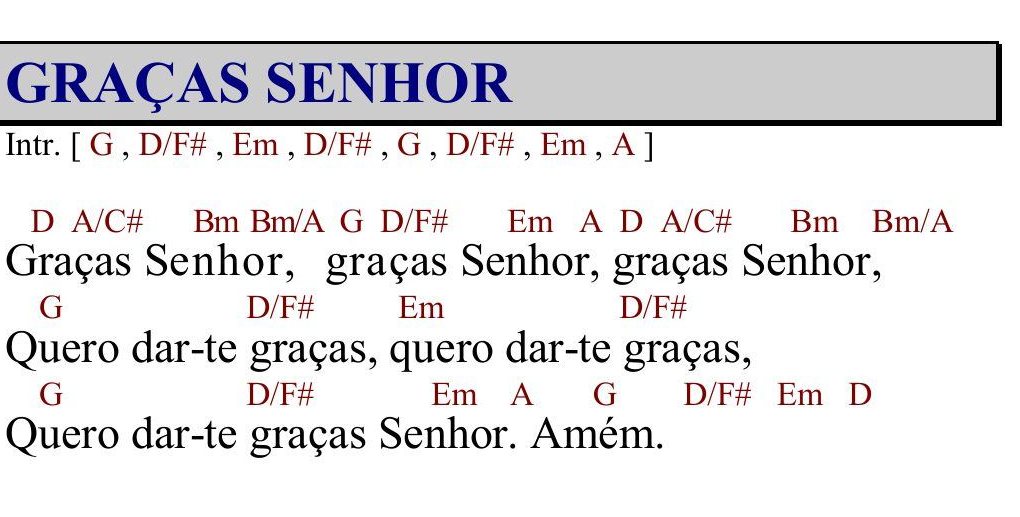 GRAÇAS SENHOR
Intr. [ G , D/F# , Em , D/F# , G , D/F# , Em , A ]
D A/C# Bm Bm/A G D/F# Em A D A/C# Bm Bm/A
Graças Senhor, graças Senhor, graças Senhor,
G D/F# Em D/F#
Quero dar-te graças, quero dar-te graças,
G D/F# Em A G D/F# Em D
Quero dar-te graças Senhor. Amém.